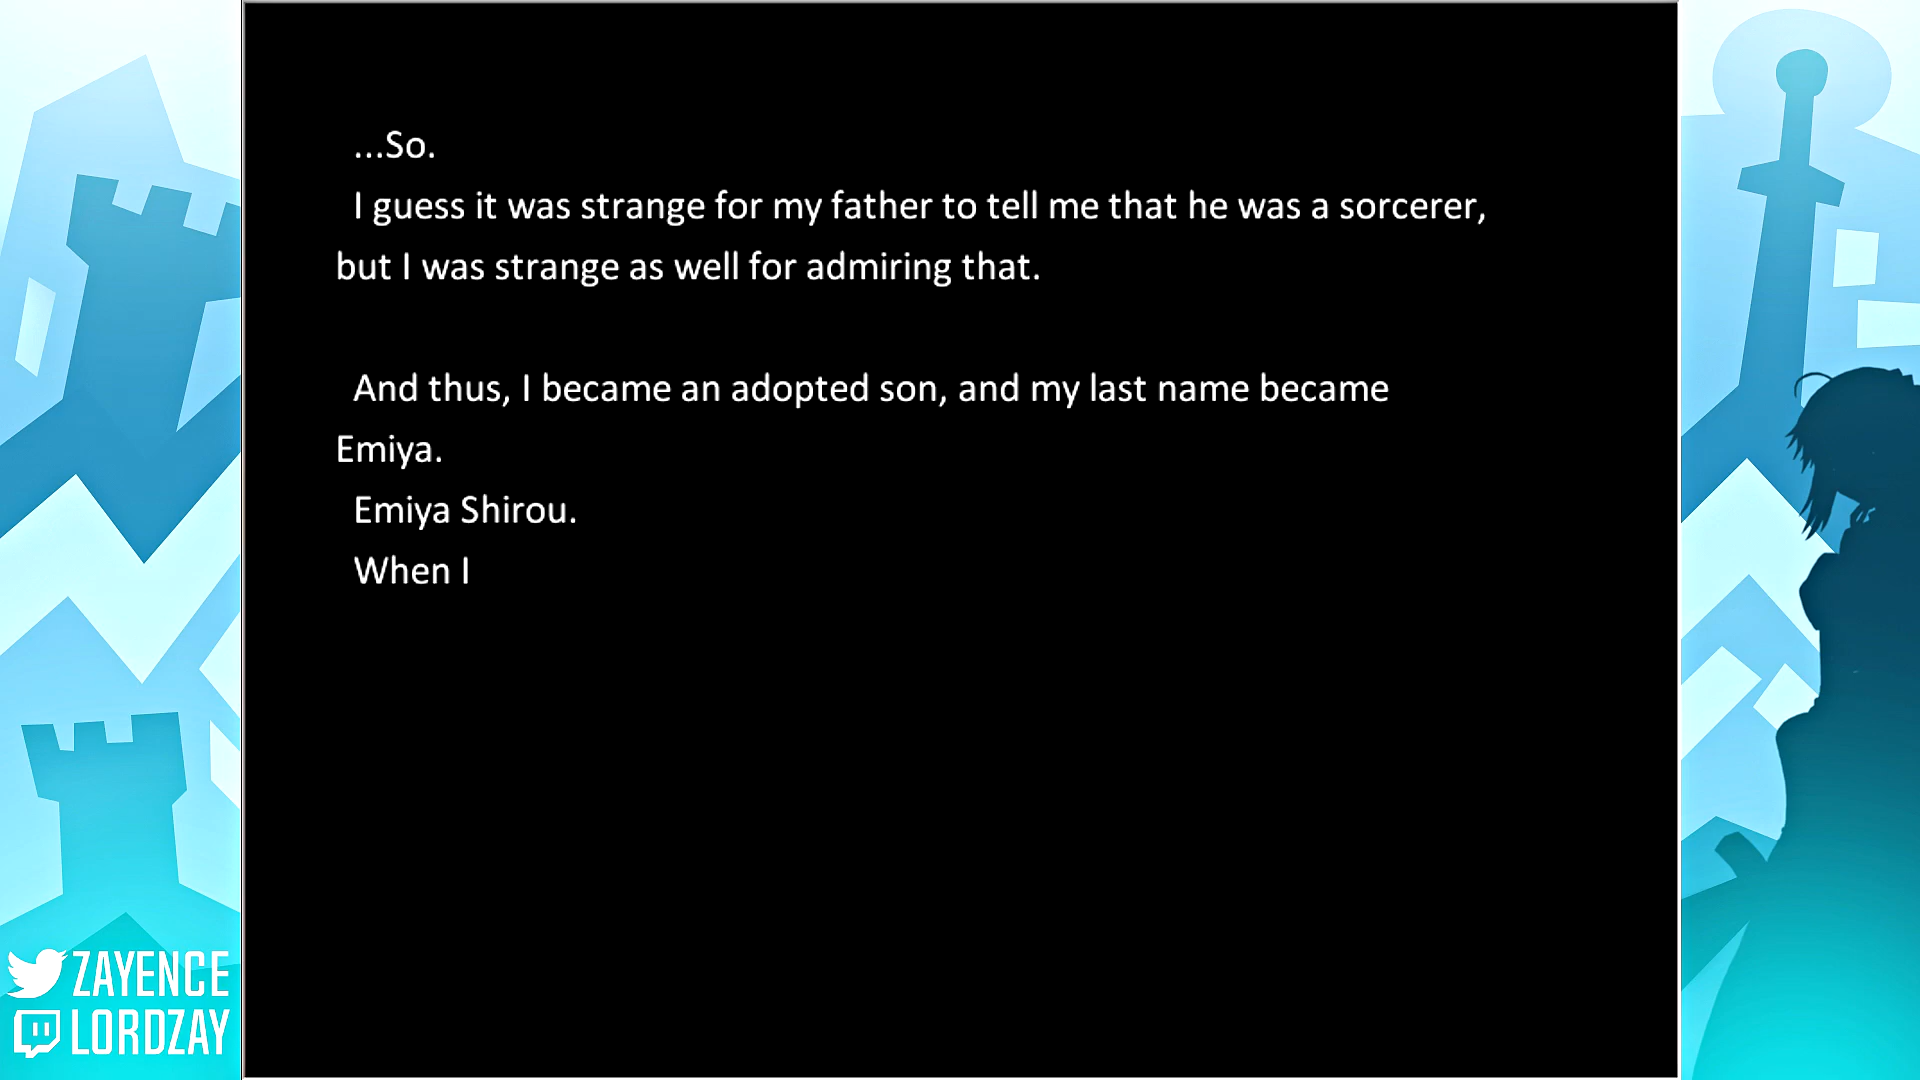 ...So.
I guess it was strange for my father to tell me that he was a sorcerer,
but I was strange as well for admiring that.
And thus, I became an adopted son, and my last name became
Emiya.
Emiya Shirou.
When I
ZAYENCE
LORDZAY